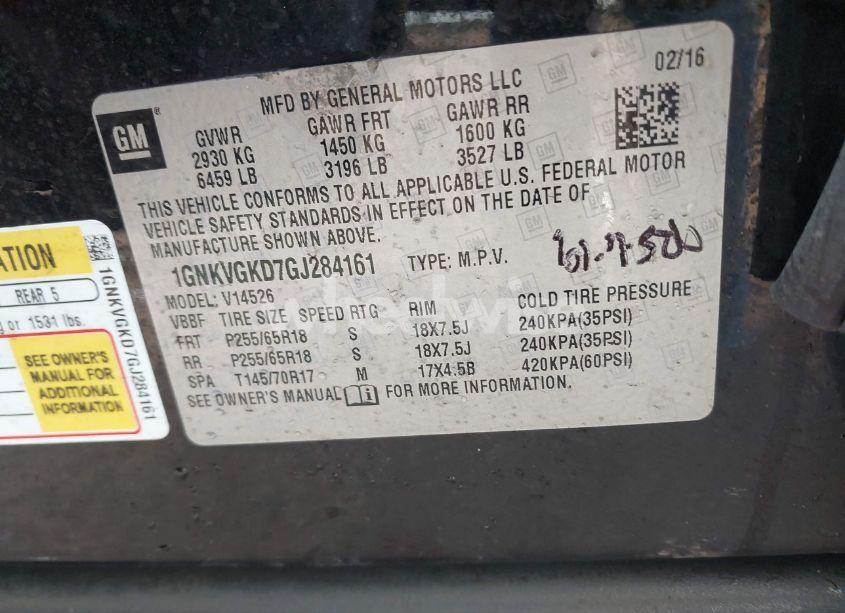 02/16
MFD BY GENERAL MOTORS LLC
GM
GVWR GAWR FRT GAWR RR
2930 KG 1450 KG 1600 KG
6459 LB 3196 LB 3527 LB
THIS VEHICLE CONFORMS TO ALL APPLICABLE U.S. FEDERAL MOTOR
VEHICLE SAFETY STANDARDS IN EFFECT ON THE DATE OF
MANUFACTURE SHOWN ABOVE.
1GNKVGKD7GJ284161 TYPE: M.P.V.
MODEL: V14526
VBBF TIRE SIZE SPEED RTG RIM COLD TIRE PRESSURE
FRT P255/65R18 S 18X7.5J 240KPA(35PSI)
RR P255/65R18 S 18X7.5J 240KPA(35PSI)
SPA T145/70R17 M 17X4.5B 420KPA(60PSI)
SEE OWNER'S MANUAL FOR MORE INFORMATION.
ATION
REAR 5
g or 1531 lbs.
SEE OWNER'S
MANUAL FOR
ADDITIONAL
INFORMATION
1GNKVGKD7GJ284161